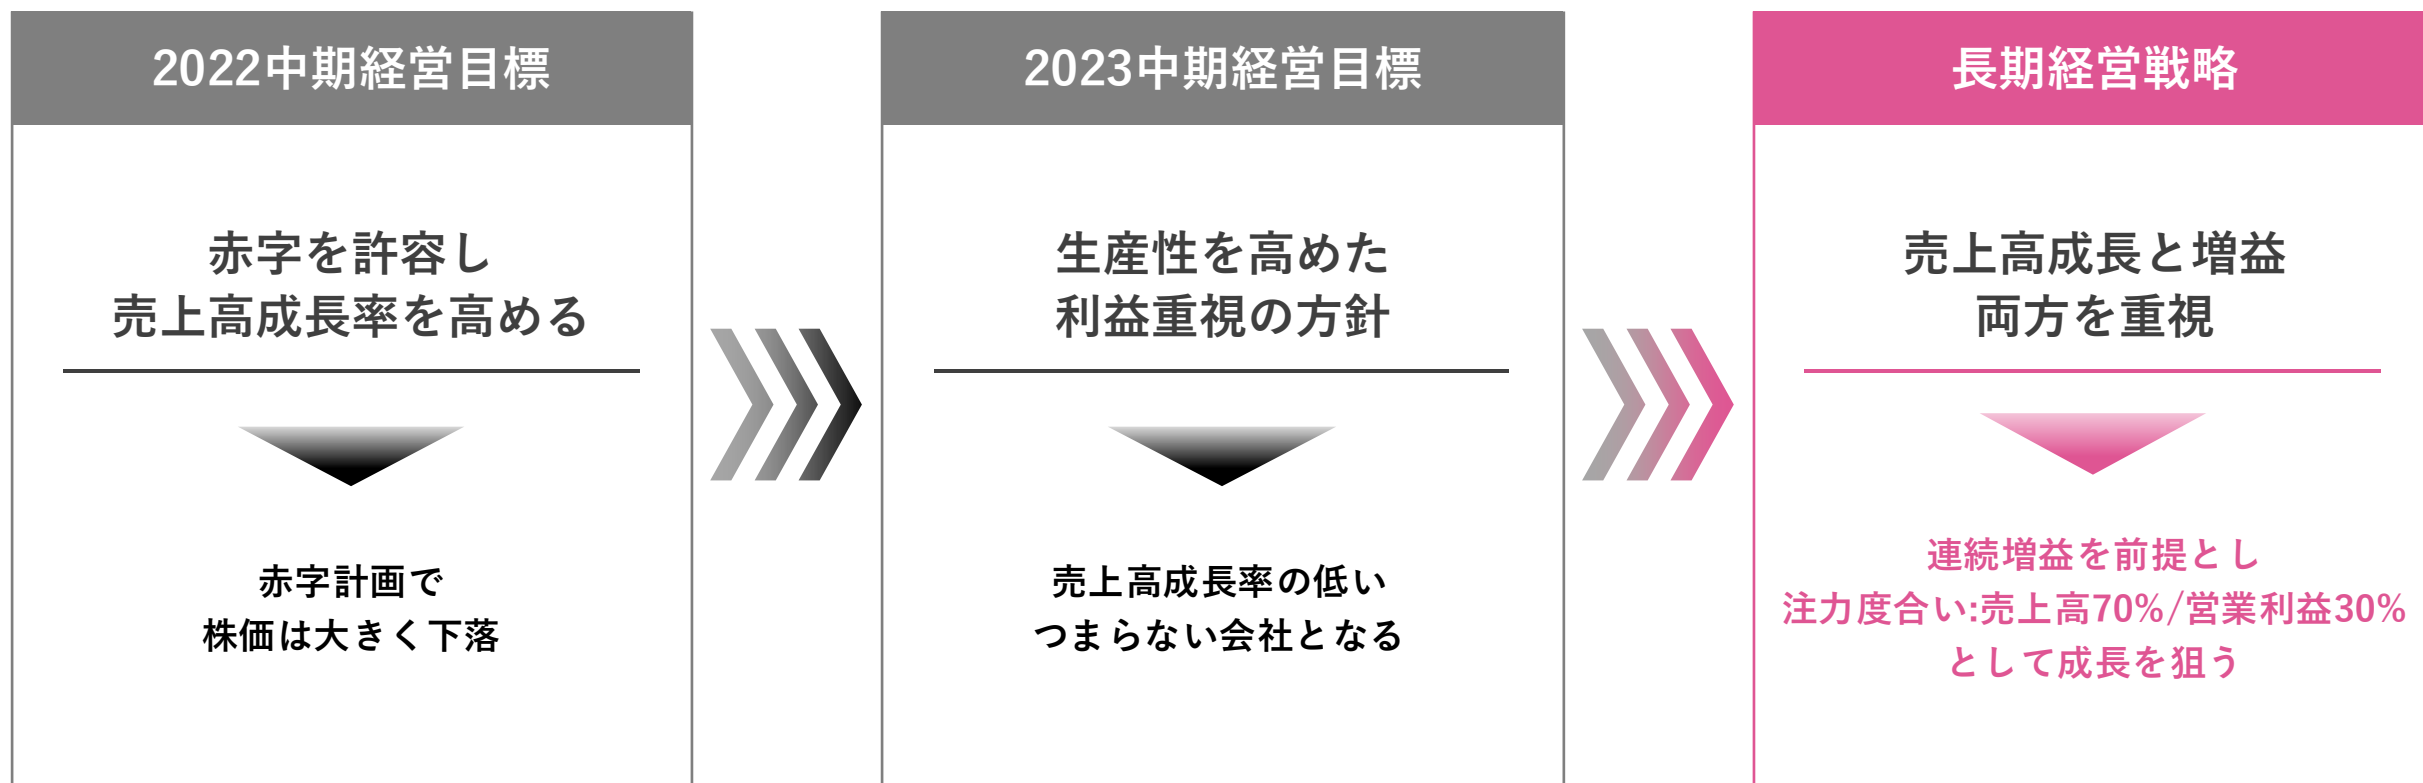 2022中期経営目標
赤字を許容し
売上高成長率を高める
赤字計画で
株価は大きく下落
2023中期経営目標
生産性を高めた
利益重視の方針
売上高成長率の低い
つまらない会社となる
長期経営戦略
売上高成長と増益
両方を重視
連続増益を前提とし
注力度合い:売上高70%/営業利益30%
として成長を狙う